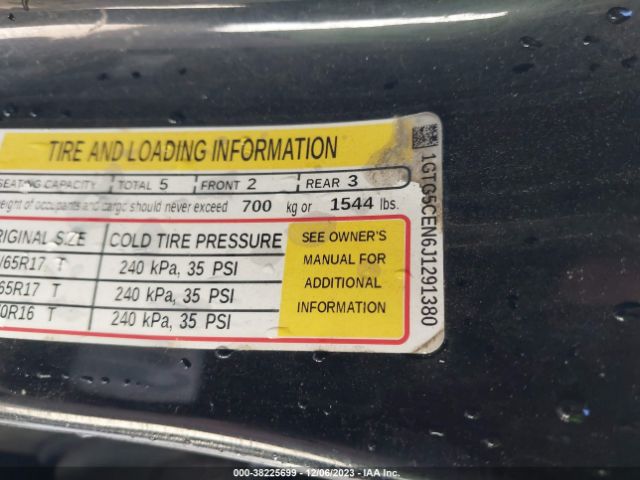 TIRE AND LOADING INFORMATION
SEATING CAPACITY TOTAL 5 FRONT 2 REAR 3
weight of occupants and cargo should never exceed 700 kg or 1544 lbs.
ORIGINAL SIZE COLD TIRE PRESSURE
/65R17 T 240 kPa, 35 PSI
65R17 T 240 kPa, 35 PSI
0R16 T 240 kPa, 35 PSI
SEE OWNER'S
MANUAL FOR
ADDITIONAL
INFORMATION
1GTG5CEN6J1291380
000-38225699 - 12/06/2023 - IAA Inc.